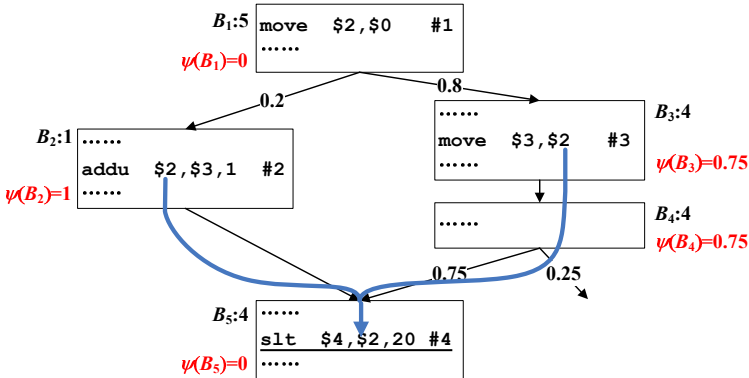 B₁:5
move $2,$0 #1
……
ψ(B₁)=0
0.2
0.8
B₂:1
……
addu $2,$3,1 #2
……
ψ(B₂)=1
……
B₃:4
move $3,$2 #3
……
ψ(B₃)=0.75
……
B₄:4
ψ(B₄)=0.75
0.75
0.25
B₅:4
……
slt $4,$2,20 #4
……
ψ(B₅)=0